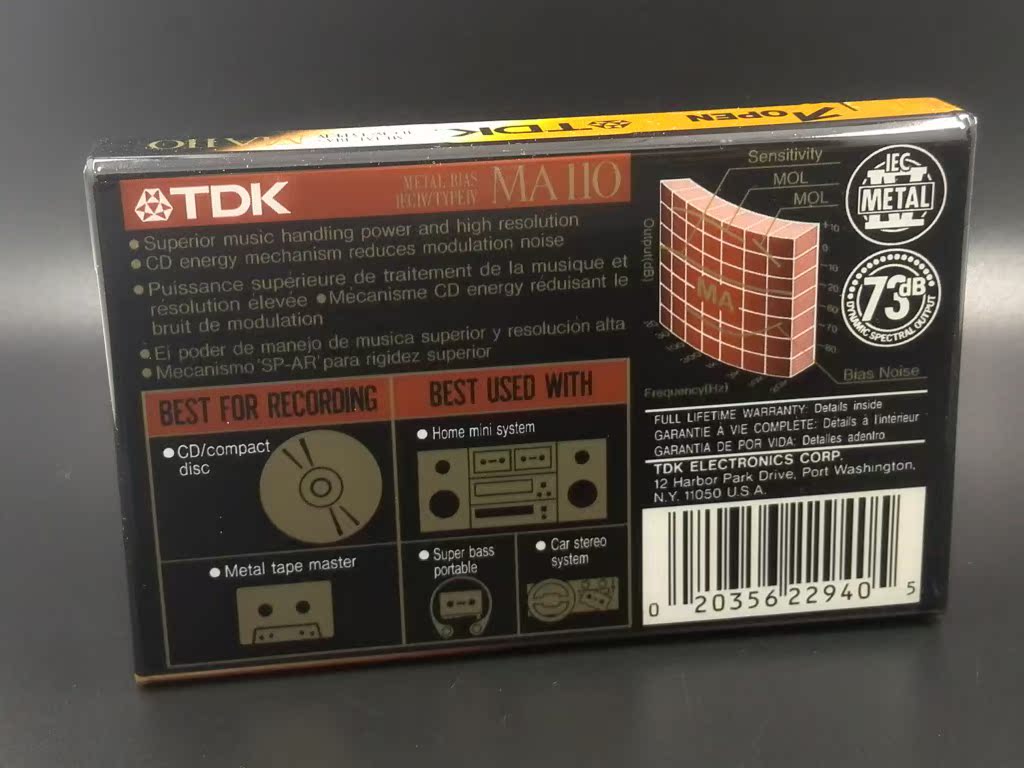 OPEN
TDK
MA110
TDK
METAL BIAS
IECIV/TYPEIV
MA 110
• Superior music handling power and high resolution
• CD energy mechanism reduces modulation noise
• Puissance supérieure de traitement de la musique et
résolution élevée • Mécanisme CD energy réduisant le
bruit de modulation
• El poder de manejo de musica superior y resolución alta
• Mecanismo 'SP-AR' para rigidez superior
BEST FOR RECORDING
• CD/compact
disc
• Metal tape master
BEST USED WITH
• Home mini system
• Super bass
portable
• Car stereo
system
Sensitivity
MOL
MOL
Output(dB)
+10
0
MA
Bias Noise
Frequency(Hz)
IEC
IV
METAL
73dB
DYNAMIC SPECTRAL OUTPUT
FULL LIFETIME WARRANTY: Details inside
GARANTIE À VIE COMPLÈTE: Détails à l'intérieur
GARANTIA DE POR VIDA: Detalles adentro
TDK ELECTRONICS CORP.
12 Harbor Park Drive, Port Washington,
N.Y. 11050 U.S.A.
0 20356 22940 5